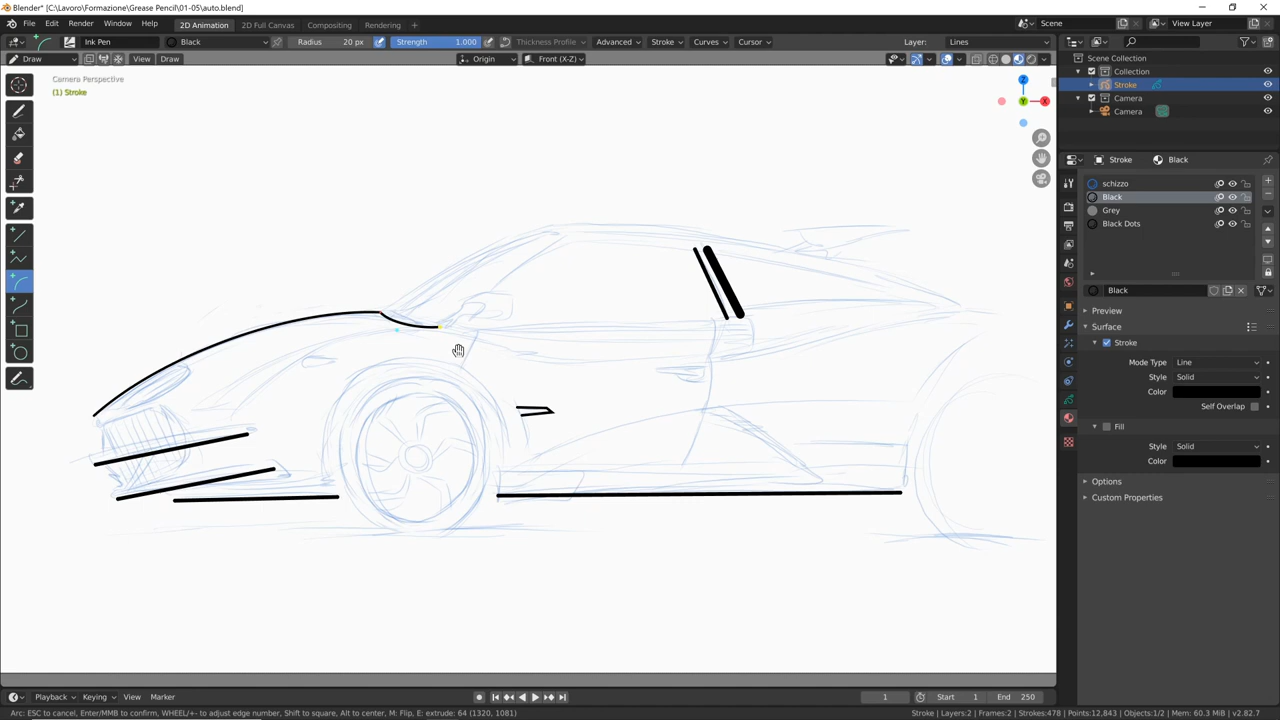 Blender* [C:\Lavoro\Formazione\Grease Pencil\01-05\auto.blend]
File Edit Render Window Help 2D Animation 2D Full Canvas Compositing Rendering Scene View Layer
Ink Pen Black Radius 20 px Strength 1.000 Thickness Profile Advanced Stroke Curves Cursor Layer: Lines
Draw View Draw Origin Front (X-Z)
Scene Collection
Collection
Stroke
Camera
Camera
Camera Perspective
(1) Stroke
Z
Y
X
Stroke Black
schizzo
Black
Grey
Black Dots
Black
Preview
Surface
Stroke
Mode Type Line
Style Solid
Color
Self Overlap
Fill
Style Solid
Color
Options
Custom Properties
Playback Keying View Marker 1 Start 1 End 250
Arc: ESC to cancel, Enter/MMB to confirm, WHEEL/+- to adjust edge number, Shift to square, Alt to center, M: Flip, E: extrude: 64 (1320, 1081) Stroke | Layers:2 | Frames:2 | Strokes:478 | Points:12,843 | Objects:1/2 | Mem: 60.3 MiB | v2.82.7